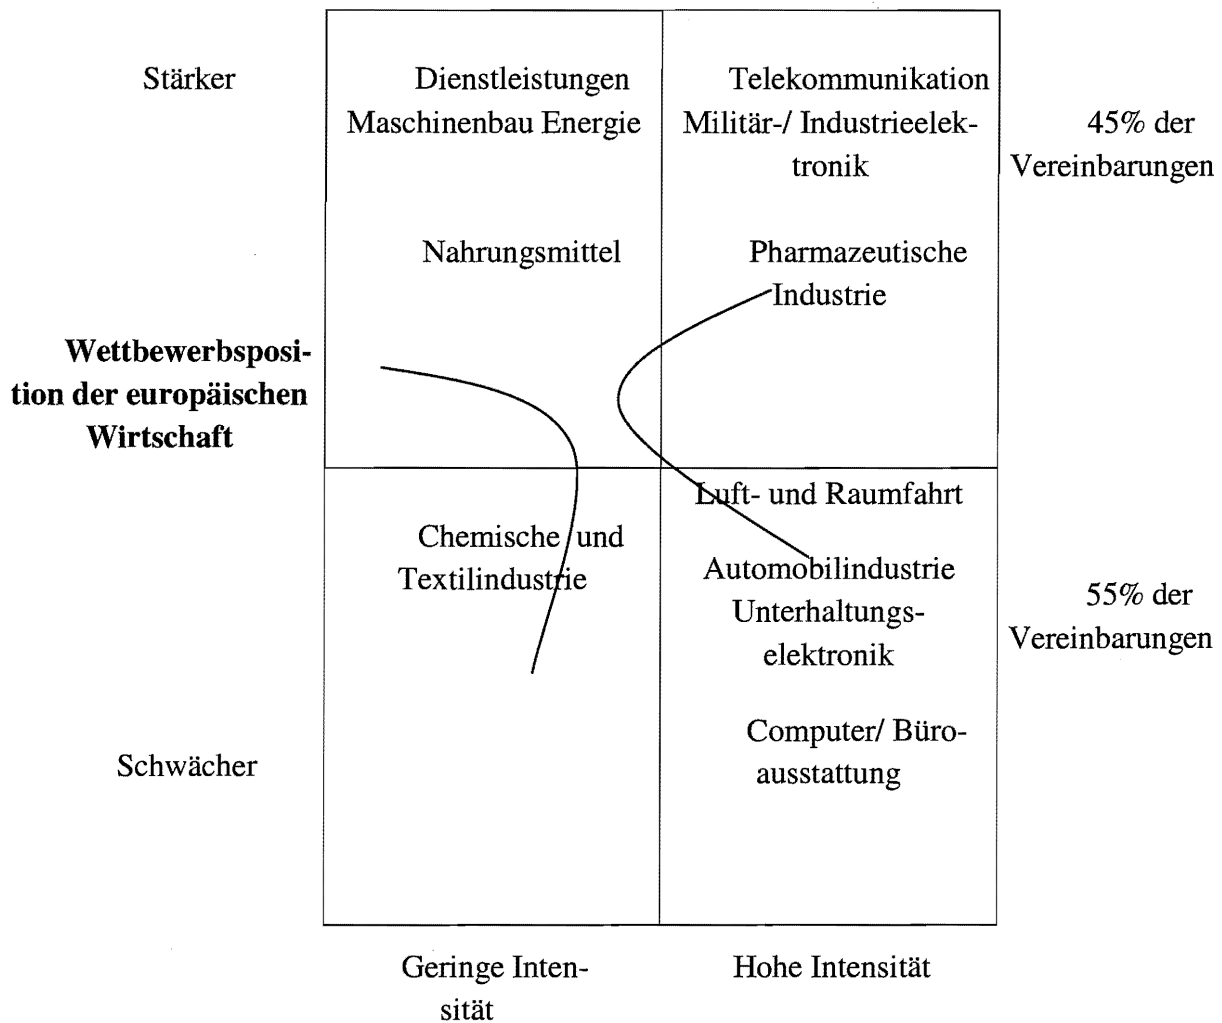 Stärker
Dienstleistungen
Maschinenbau Energie
Nahrungsmittel
Telekommunikation
Militär-/ Industrieelek-
tronik
Pharmazeutische
Industrie
45% der
Vereinbarungen
Wettbewerbsposi-
tion der europäischen
Wirtschaft
Chemische und
Textilindustrie
Luft- und Raumfahrt
Automobilindustrie
Unterhaltungs-
elektronik
Computer/ Büro-
ausstattung
55% der
Vereinbarungen
Schwächer
Geringe Inten-
sität
Hohe Intensität